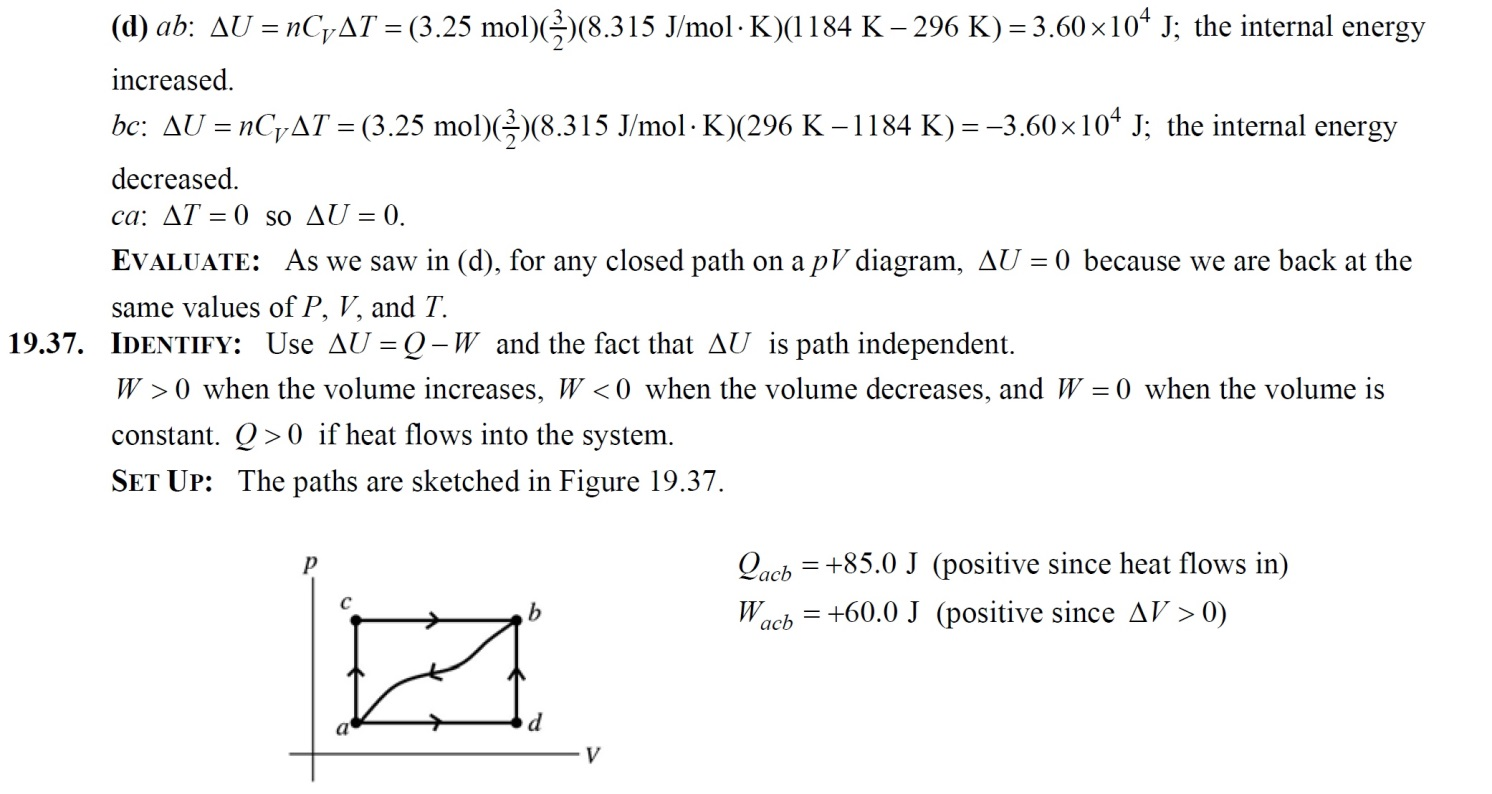 (d) ab: ΔU = nC_VΔT = (3.25 mol)(3/2)(8.315 J/mol · K)(1184 K – 296 K) = 3.60×10⁴ J; the internal energy
increased.
bc: ΔU = nC_VΔT = (3.25 mol)(3/2)(8.315 J/mol · K)(296 K – 1184 K) = –3.60×10⁴ J; the internal energy
decreased.
ca: ΔT = 0 so ΔU = 0.
EVALUATE: As we saw in (d), for any closed path on a pV diagram, ΔU = 0 because we are back at the
same values of P, V, and T.
19.37. IDENTIFY: Use ΔU = Q – W and the fact that ΔU is path independent.
W > 0 when the volume increases, W < 0 when the volume decreases, and W = 0 when the volume is
constant. Q > 0 if heat flows into the system.
SET UP: The paths are sketched in Figure 19.37.
p
c
b
a
d
V
Q_acb = +85.0 J (positive since heat flows in)
W_acb = +60.0 J (positive since ΔV > 0)